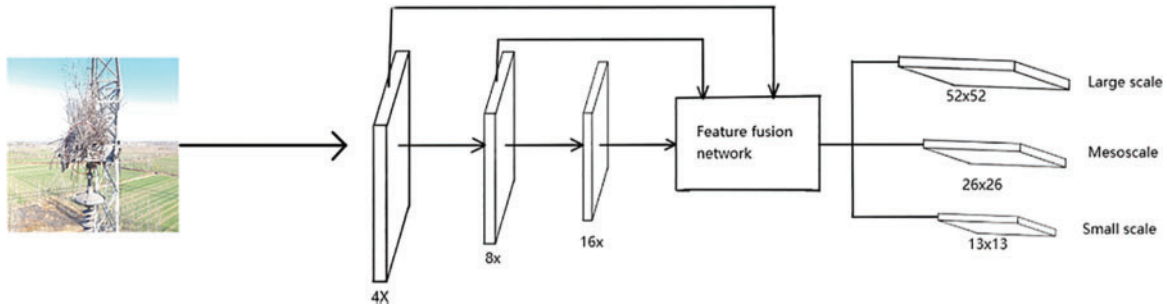 4X
8x
16x
Feature fusion
network
52x52
Large scale
26x26
Mesoscale
13x13
Small scale